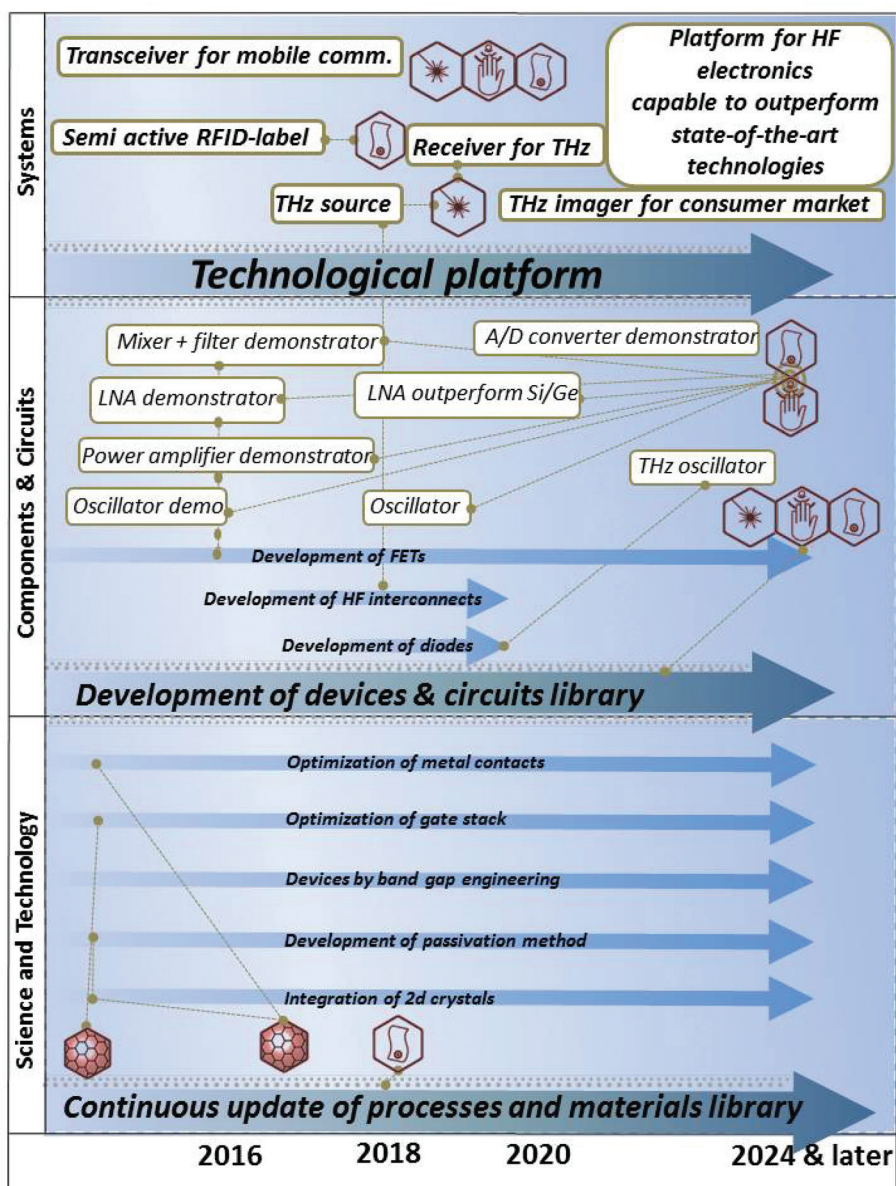 Systems
Transceiver for mobile comm.
Platform for HF
electronics
capable to outperform
state-of-the-art
technologies
Semi active RFID-label
Receiver for THz
THz source
THz imager for consumer market
Technological platform
Components & Circuits
Mixer + filter demonstrator
A/D converter demonstrator
LNA demonstrator
LNA outperform Si/Ge
Power amplifier demonstrator
THz oscillator
Oscillator demo
Oscillator
Development of FETs
Development of HF interconnects
Development of diodes
Development of devices & circuits library
Science and Technology
Optimization of metal contacts
Optimization of gate stack
Devices by band gap engineering
Development of passivation method
Integration of 2d crystals
Continuous update of processes and materials library
2016 2018 2020 2024 & later